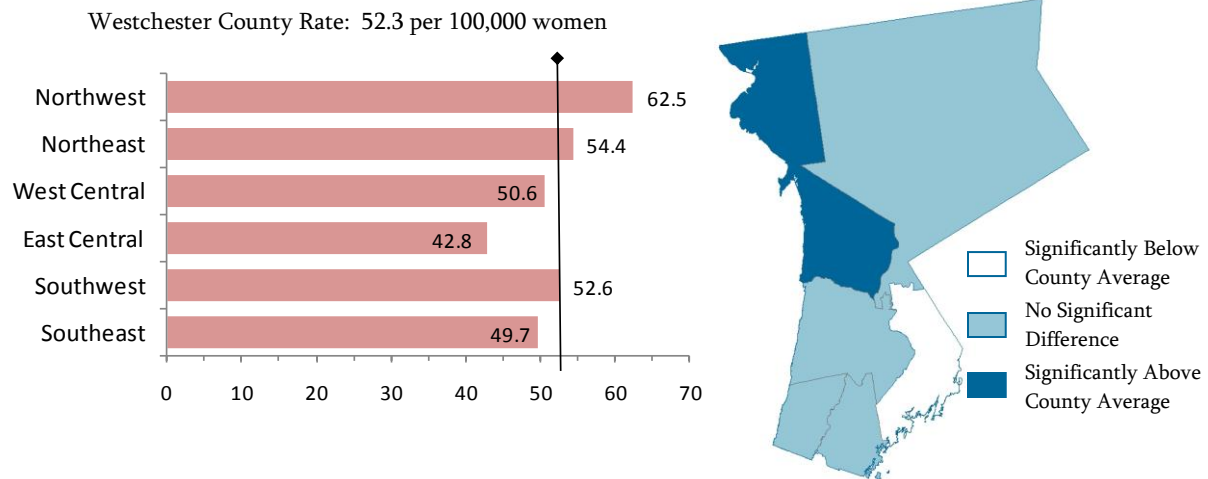 Westchester County Rate: 52.3 per 100,000 women
Northwest 62.5
Northeast 54.4
West Central 50.6
East Central 42.8
Southwest 52.6
Southeast 49.7
0 10 20 30 40 50 60 70
Significantly Below
County Average
No Significant
Difference
Significantly Above
County Average